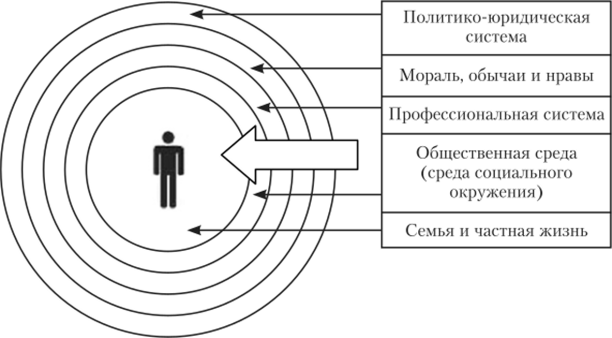 Политико-юридическая
система
Мораль, обычаи и нравы
Профессиональная система
Общественная среда
(среда социального
окружения)
Семья и частная жизнь